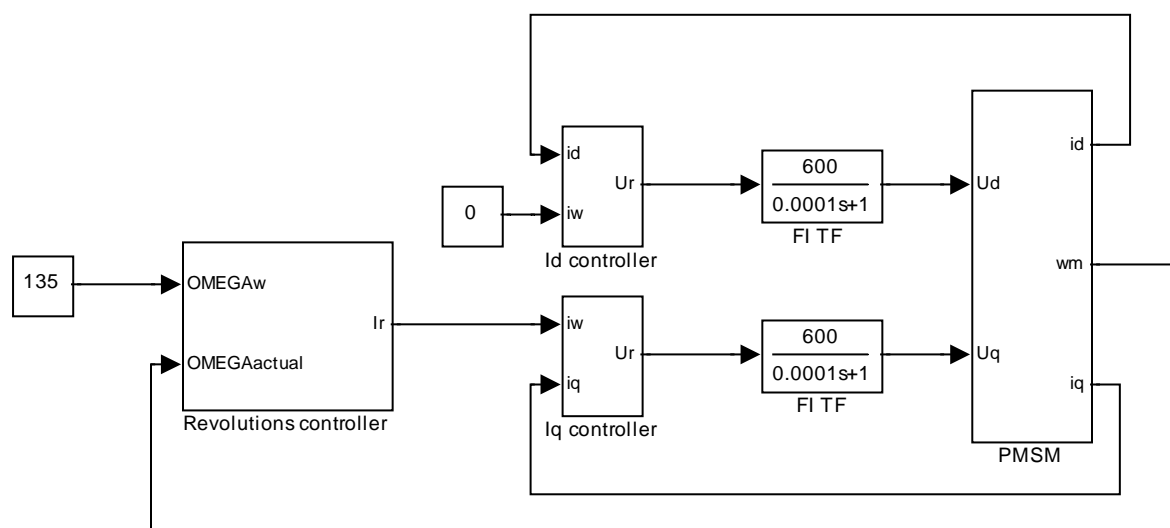 id
iw
Ur
Id controller
0
600
0.0001s+1
FI TF
Ud
id
wm
Uq
iq
PMSM
135
OMEGAw
OMEGAactual
Ir
Revolutions controller
iw
iq
Ur
Iq controller
600
0.0001s+1
FI TF